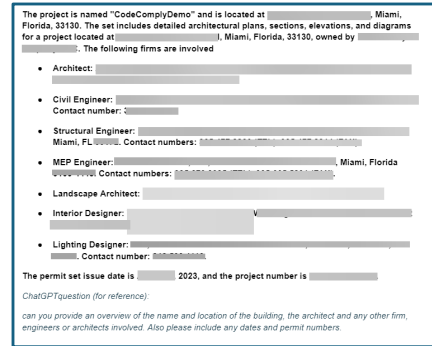 The project is named "CodeComplyDemo" and is located at , Miami,
Florida, 33130. The set includes detailed architectural plans, sections, elevations, and diagrams
for a project located at , Miami, Florida, 33130, owned by
. The following firms are involved
• Architect:
• Civil Engineer:
Contact number:
• Structural Engineer:
Miami, FL . Contact numbers:
• MEP Engineer: , Miami, Florida
. Contact numbers:
• Landscape Architect:
• Interior Designer:
• Lighting Designer:
. Contact number:
The permit set issue date is 2023, and the project number is
ChatGPTquestion (for reference):
can you provide an overview of the name and location of the building, the architect and any other firm,
engineers or architects involved. Also please include any dates and permit numbers.